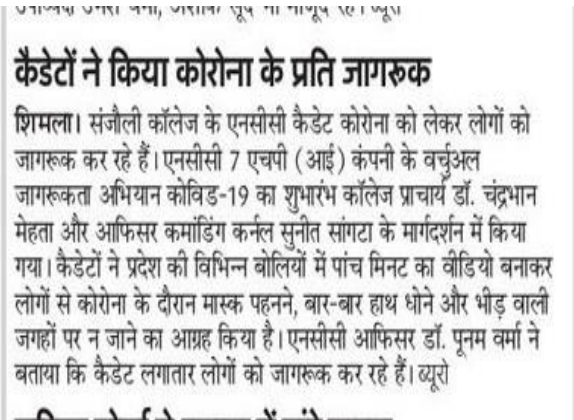 कैडेटों ने किया कोरोना के प्रति जागरूक
शिमला। संजौली कॉलेज के एनसीसी कैडेट कोरोना को लेकर लोगों को
जागरूक कर रहे हैं। एनसीसी 7 एचपी (आई) कंपनी के वर्चुअल
जागरूकता अभियान कोविड-19 का शुभारंभ कॉलेज प्राचार्य डॉ. चंद्रभान
मेहता और आफिसर कमांडिंग कर्नल सुनीत सांगटा के मार्गदर्शन में किया
गया। कैडेटों ने प्रदेश की विभिन्न बोलियों में पांच मिनट का वीडियो बनाकर
लोगों से कोरोना के दौरान मास्क पहनने, बार-बार हाथ धोने और भीड़ वाली
जगहों पर न जाने का आग्रह किया है। एनसीसी आफिसर डॉ. पूनम वर्मा ने
बताया कि कैडेट लगातार लोगों को जागरूक कर रहे हैं। ब्यूरो